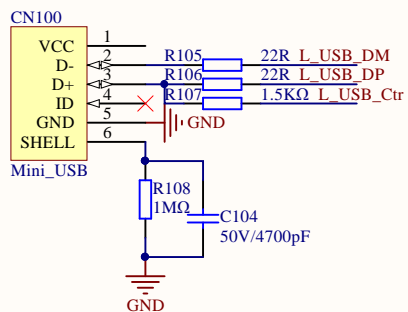 CN100
VCC 1
D- 2 R105 22R L_USB_DM
D+ 3 R106 22R L_USB_DP
ID 4 R107 1.5KΩ L_USB_Ctr
GND 5 GND
SHELL 6
Mini_USB
R108
1MΩ
C104
50V/4700pF
GND